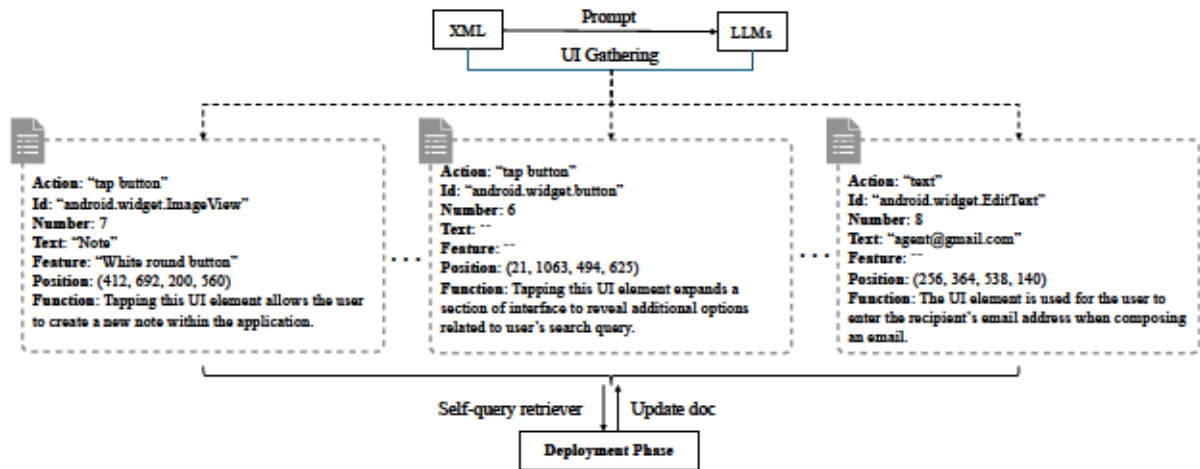 Prompt
XML
LLMs
UI Gathering
Action: “tap button”
Id: “android.widget.ImageView”
Number: 7
Text: “Note”
Feature: “White round button”
Position: (412, 692, 200, 560)
Function: Tapping this UI element allows the user
to create a new note within the application.
...
Action: “tap button”
Id: “android.widget.button”
Number: 6
Text: “”
Feature: “”
Position: (21, 1063, 494, 625)
Function: Tapping this UI element expands a
section of interface to reveal additional options
related to user’s search query.
...
Action: “text”
Id: “android.widget.EditText”
Number: 8
Text: “agent@gmail.com”
Feature: “”
Position: (256, 364, 538, 140)
Function: The UI element is used for the user to
enter the recipient’s email address when composing
an email.
Self-query retriever
Update doc
Deployment Phase